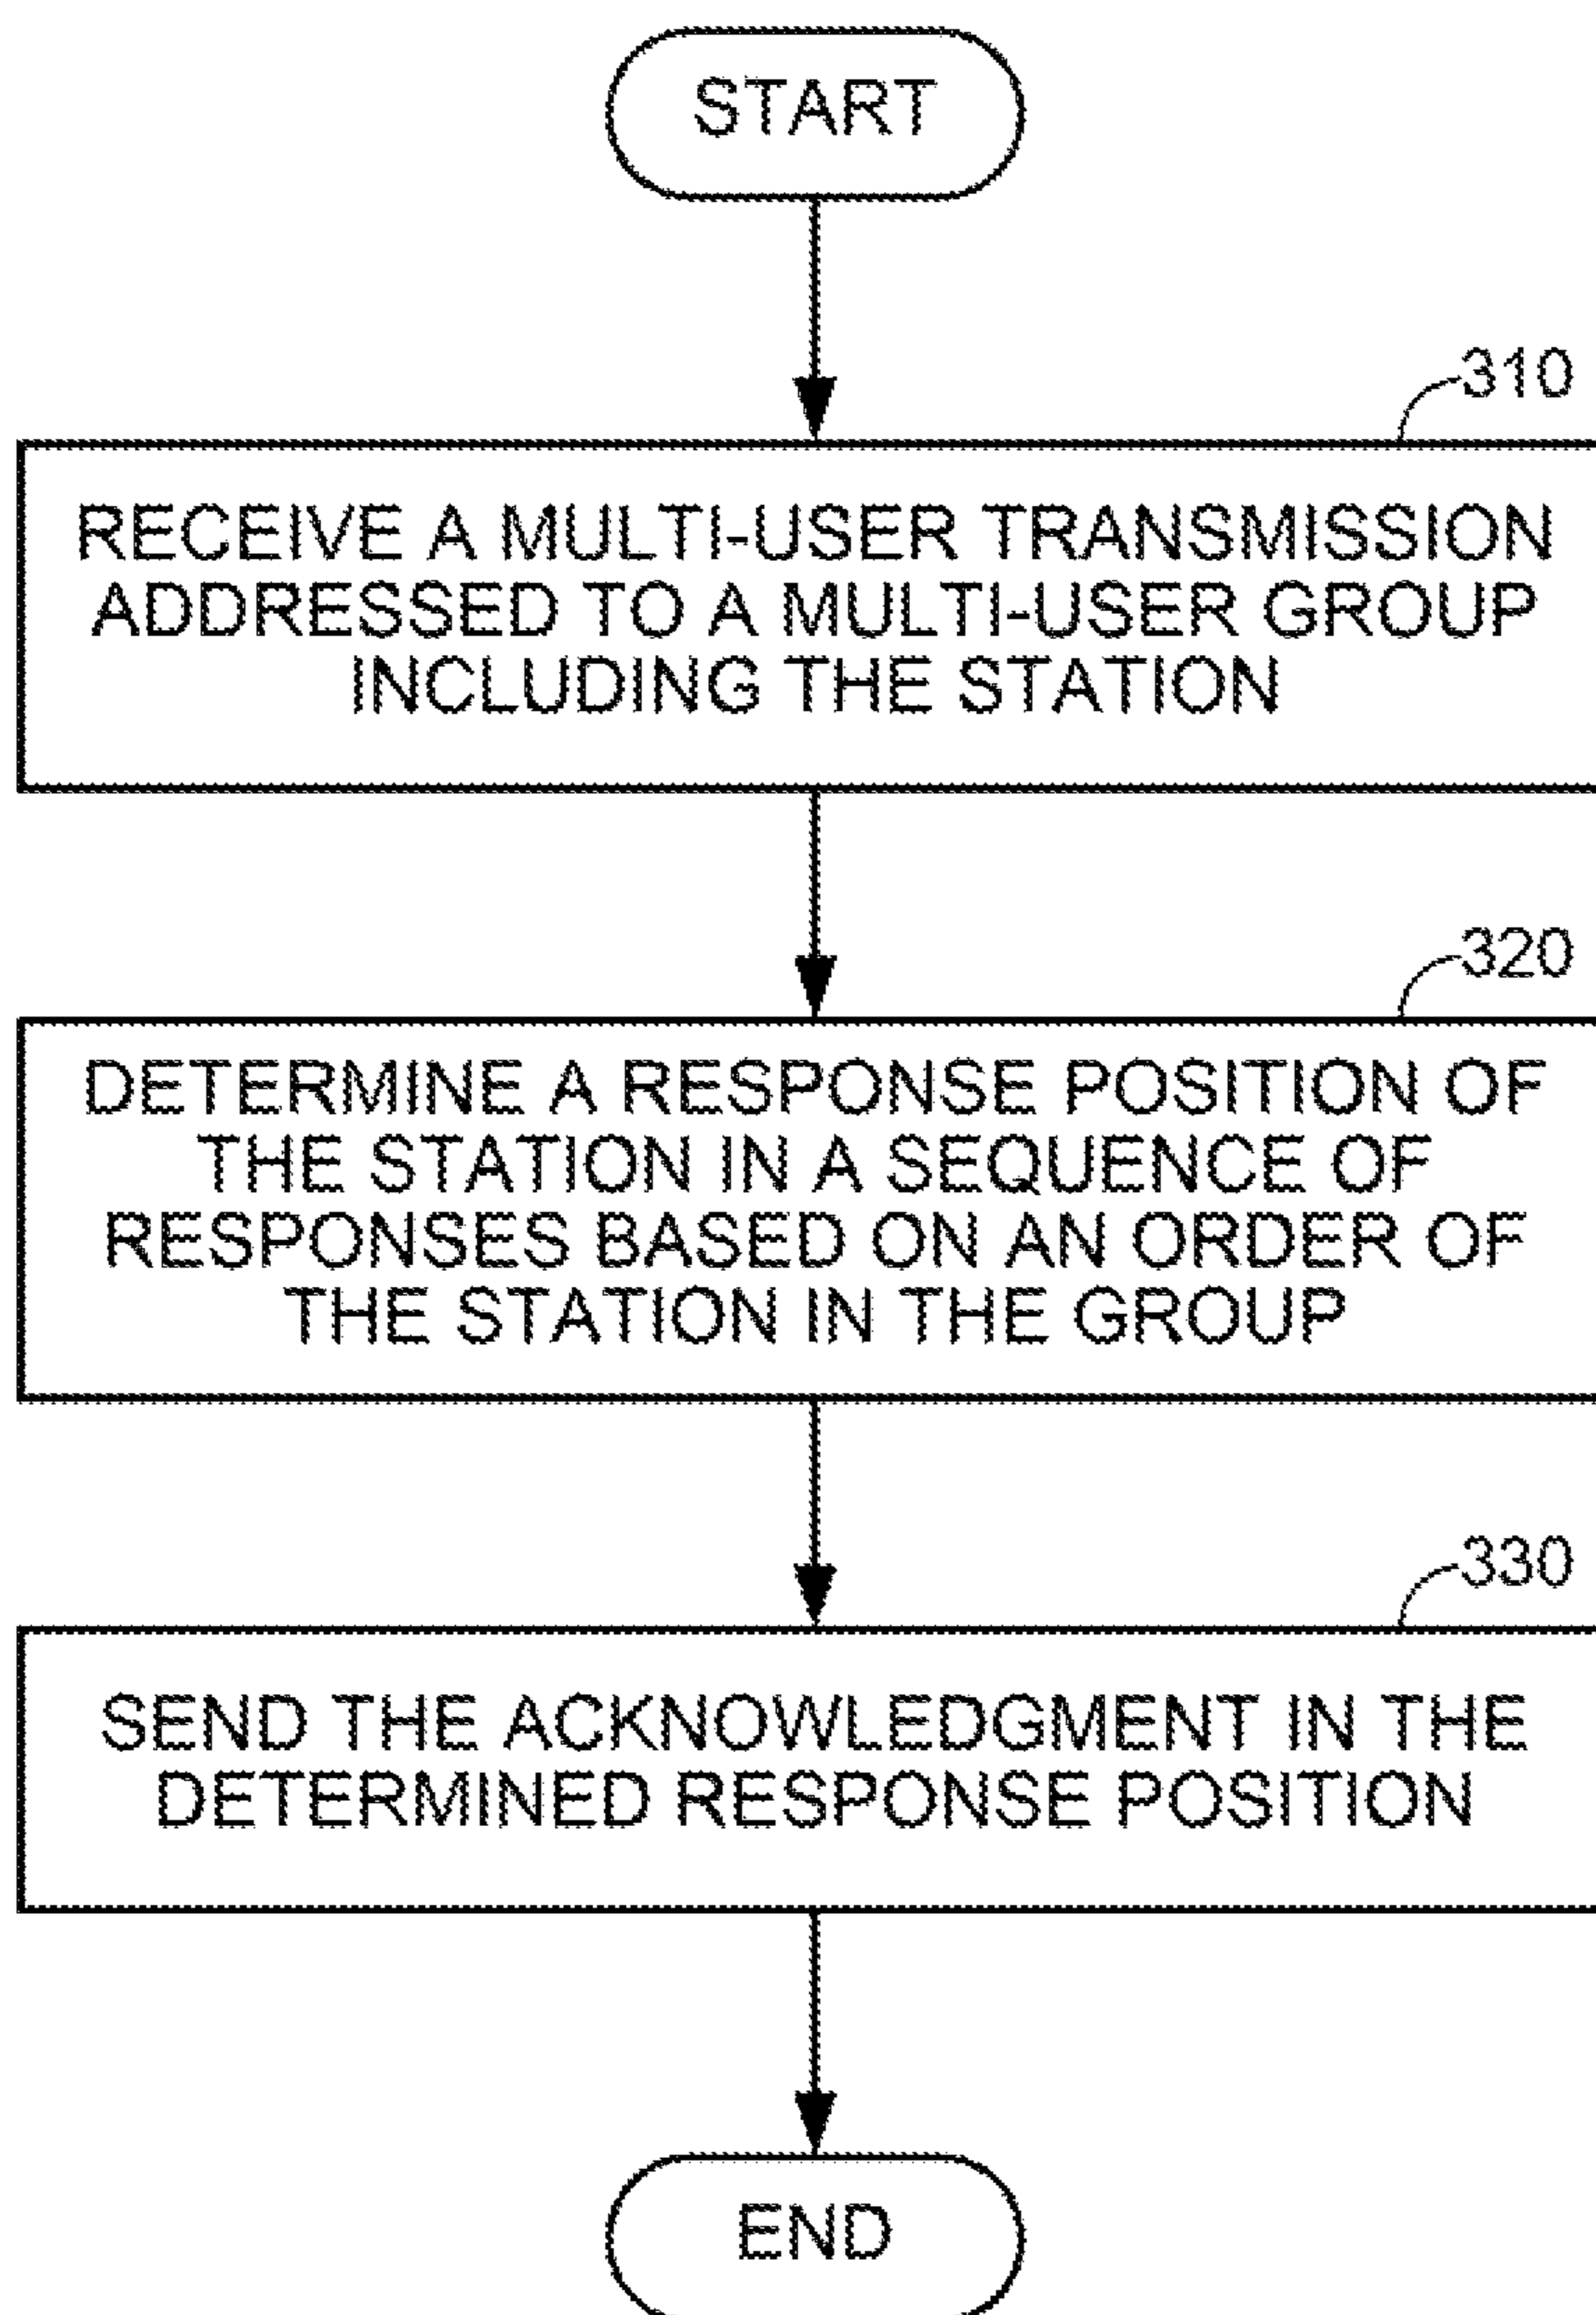 START
310
RECEIVE A MULTI-USER TRANSMISSION
ADDRESSED TO A MULTI-USER GROUP
INCLUDING THE STATION
320
DETERMINE A RESPONSE POSITION OF
THE STATION IN A SEQUENCE OF
RESPONSES BASED ON AN ORDER OF
THE STATION IN THE GROUP
330
SEND THE ACKNOWLEDGMENT IN THE
DETERMINED RESPONSE POSITION
END